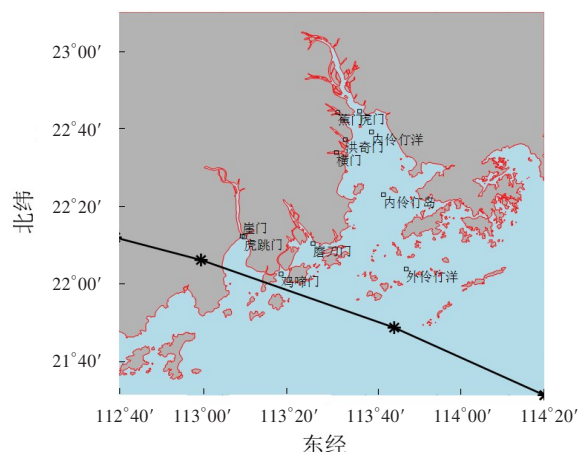 23°00′
22°40′
22°20′
22°00′
21°40′
北纬
蕉门
虎门
内伶仃洋
洪奇门
横门
内伶仃岛
崖门
虎跳门
磨刀门
鸡啼门
外伶仃洋
112°40′
113°00′
113°20′
113°40′
114°00′
114°20′
东经